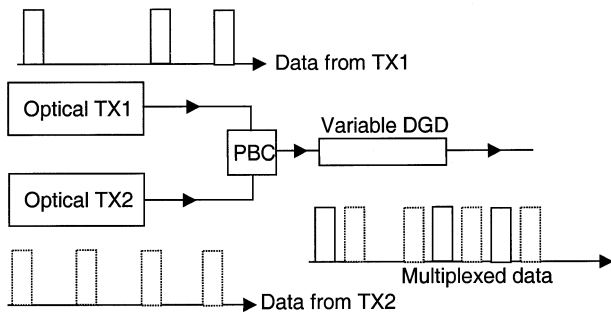 Data from TX1
Optical TX1
Variable DGD
PBC
Optical TX2
Multiplexed data
Data from TX2